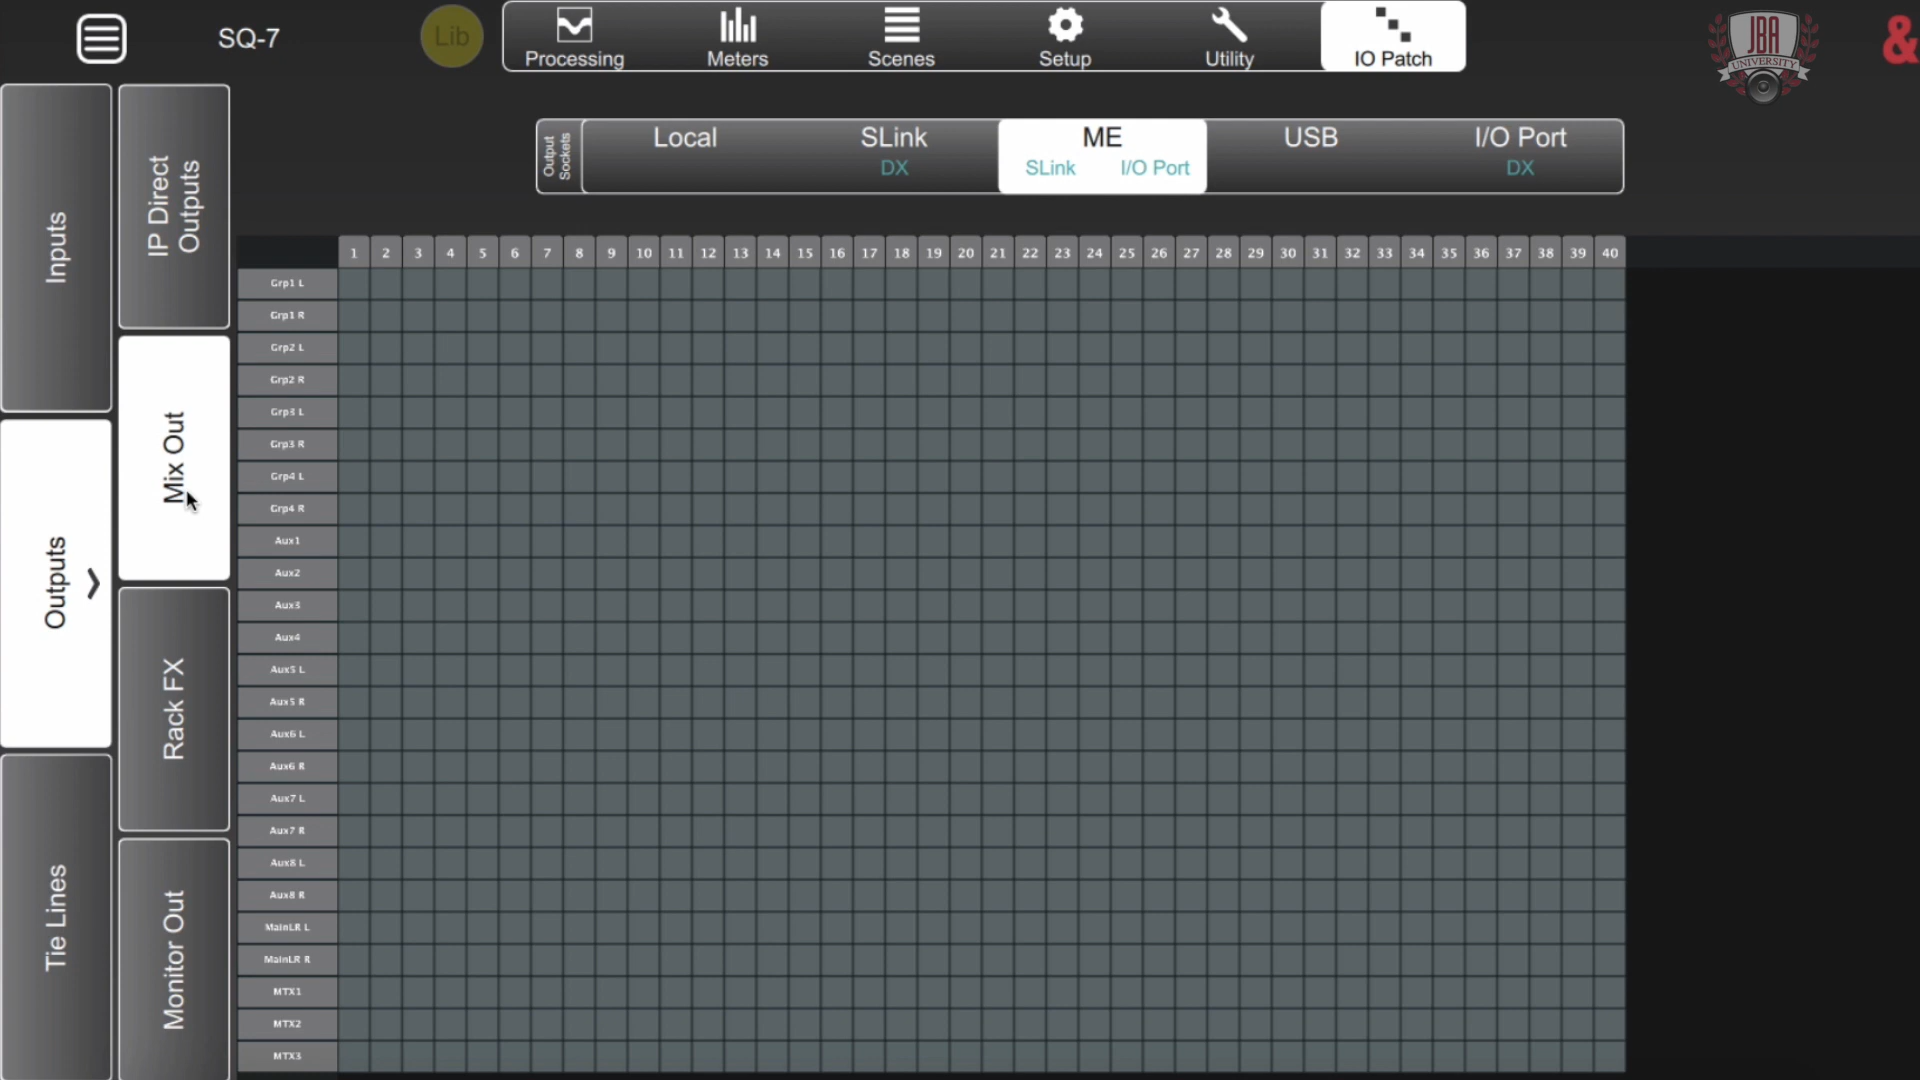 SQ-7
Lib
Processing
Meters
Scenes
Setup
Utility
IO Patch
JBA
UNIVERSITY
&
Output
Sockets
Local
SLink
DX
ME
SLink I/O Port
USB
I/O Port
DX
Inputs
Outputs
Tie Lines
IP Direct
Outputs
Mix Out
Rack FX
Monitor Out
1 2 3 4 5 6 7 8 9 10 11 12 13 14 15 16 17 18 19 20 21 22 23 24 25 26 27 28 29 30 31 32 33 34 35 36 37 38 39 40
Grp1 L
Grp1 R
Grp2 L
Grp2 R
Grp3 L
Grp3 R
Grp4 L
Grp4 R
Aux1
Aux2
Aux3
Aux4
Aux5 L
Aux5 R
Aux6 L
Aux6 R
Aux7 L
Aux7 R
Aux8 L
Aux8 R
MainLR L
MainLR R
MTX1
MTX2
MTX3